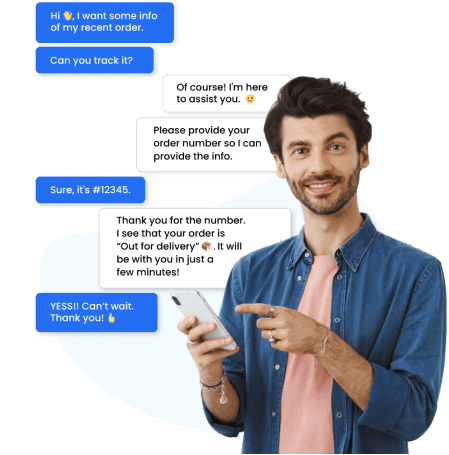 Hi 👋, I want some info
of my recent order.
Can you track it?
Of course! I'm here
to assist you. 🙂
Please provide your
order number so I can
provide the info.
Sure, it's #12345.
Thank you for the number.
I see that your order is
“Out for delivery” 📦. It will
be with you in just a
few minutes!
YESS!! Can’t wait.
Thank you! 👍